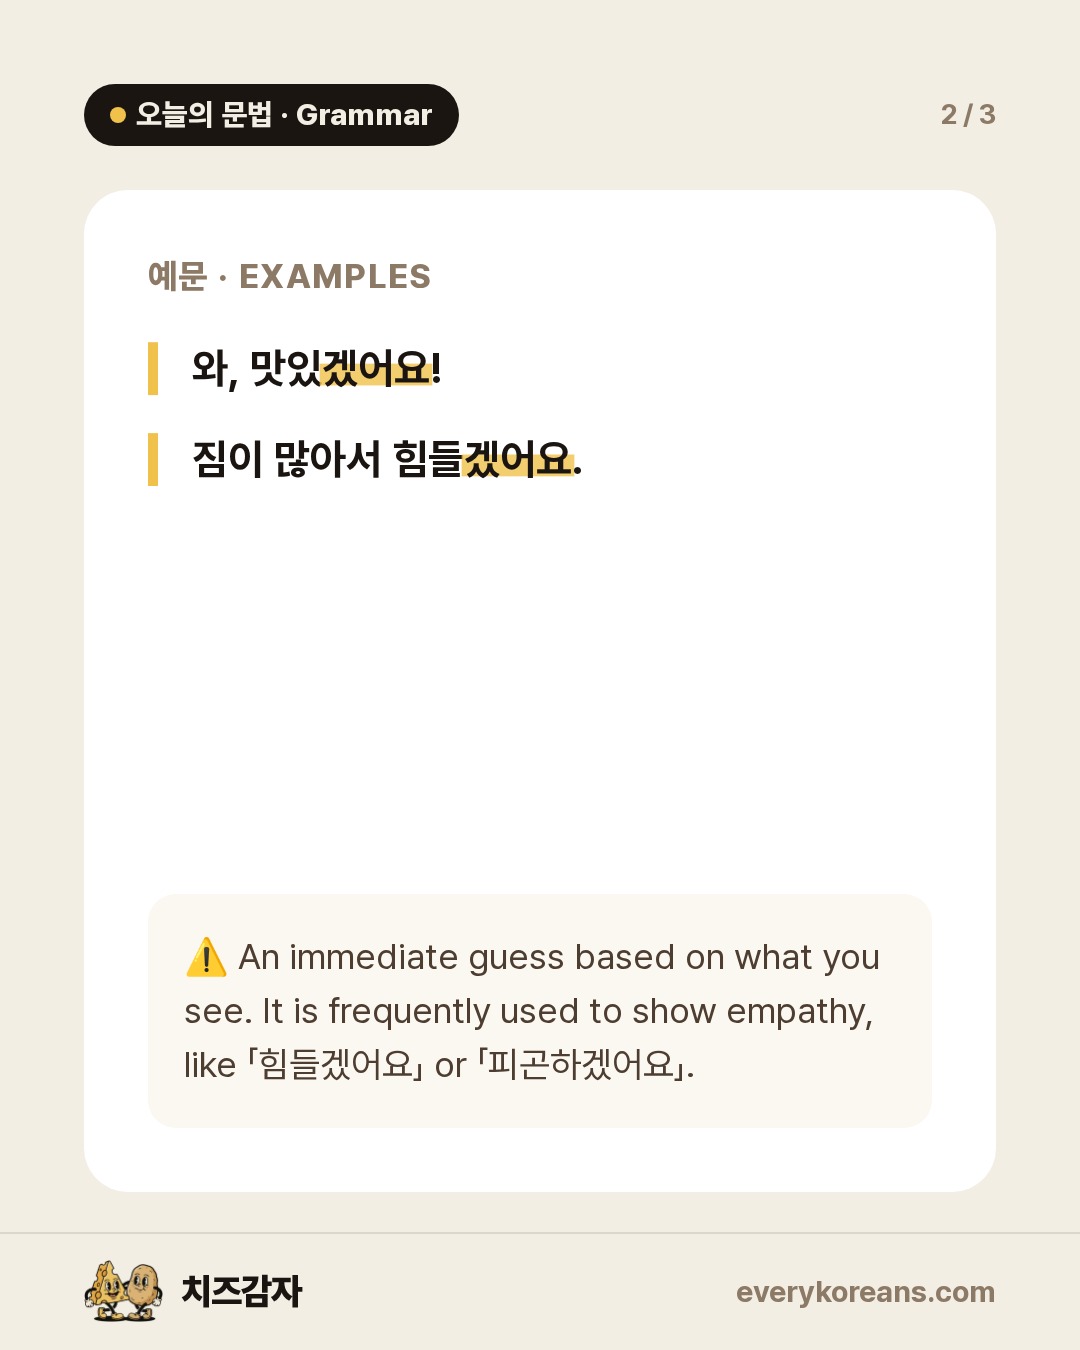 오늘의 문법 · Grammar
2 / 3
예문 · EXAMPLES
와, 맛있겠어요!
짐이 많아서 힘들겠어요.
⚠️ An immediate guess based on what you
see. It is frequently used to show empathy,
like 「힘들겠어요」 or 「피곤하겠어요」.
치즈감자
everykoreans.com